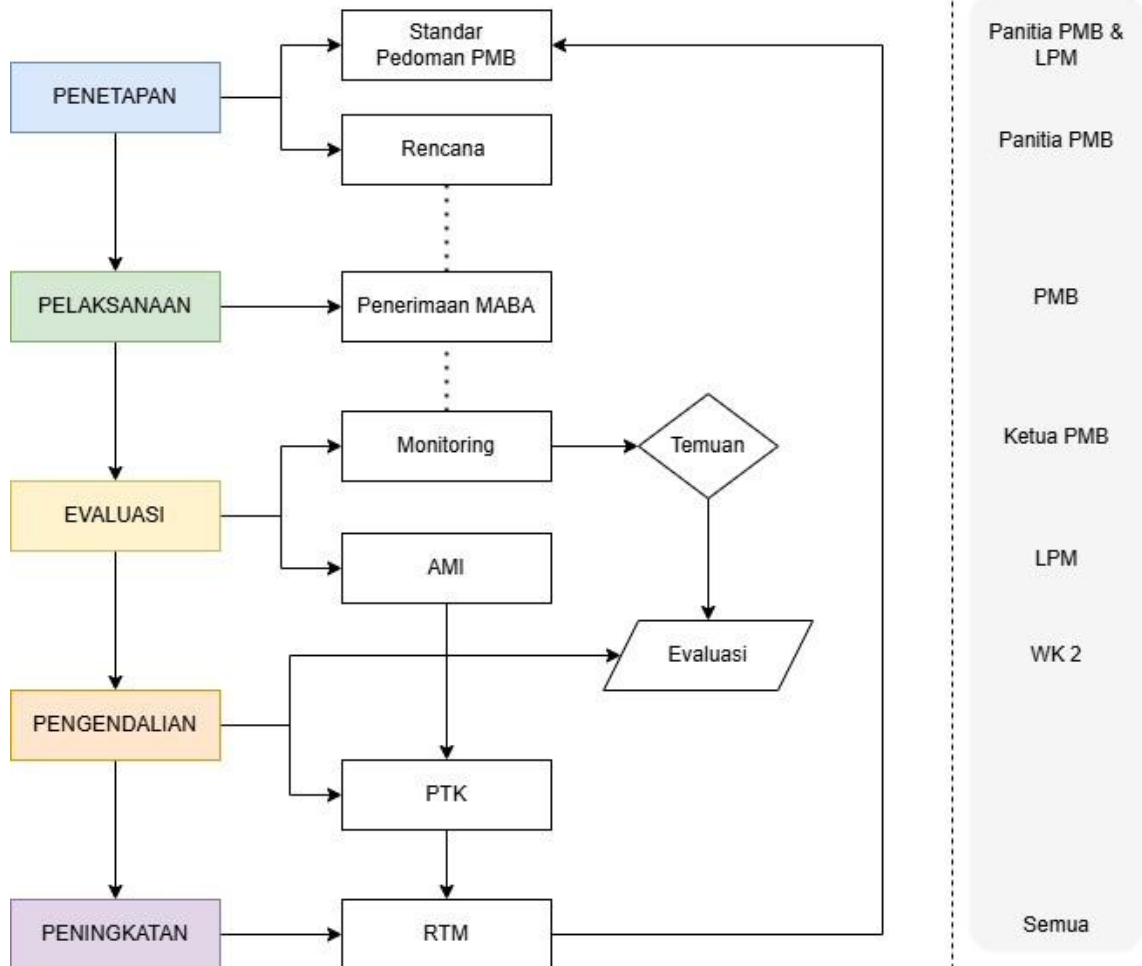 Standar
Pedoman PMB
Panitia PMB &
LPM
PENETAPAN
Rencana
Panitia PMB
PELAKSANAAN
Penerimaan MABA
PMB
Monitoring
Temuan
Ketua PMB
EVALUASI
AMI
LPM
Evaluasi
WK 2
PENGENDALIAN
PTK
PENINGKATAN
RTM
Semua